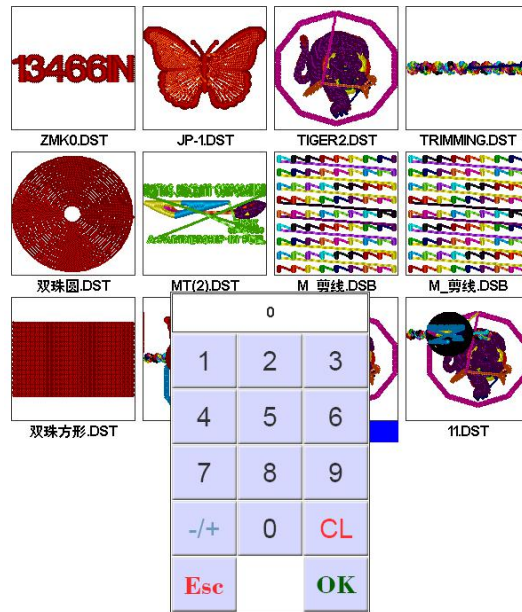 13466IN
ZMK0.DST
JP-1.DST
TIGER2.DST
TRIMMING.DST
双珠圆.DST
MT(2).DST
M_剪线.DSB
M_剪线.DSB
双珠方形.DST
11.DST
0
1 2 3
4 5 6
7 8 9
-/+ 0 CL
Esc OK